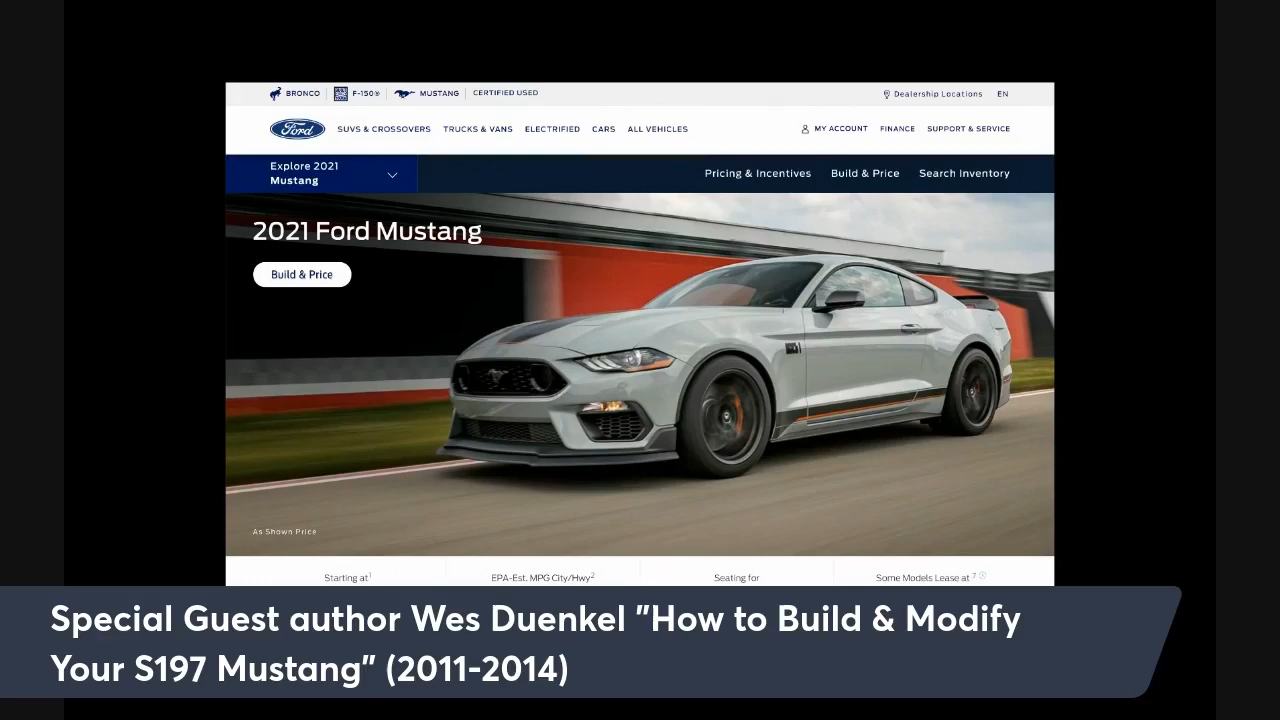 BRONCO F-150® MUSTANG CERTIFIED USED Dealership Locations EN
Ford SUVS & CROSSOVERS TRUCKS & VANS ELECTRIFIED CARS ALL VEHICLES MY ACCOUNT FINANCE SUPPORT & SERVICE
Explore 2021
Mustang
Pricing & Incentives Build & Price Search Inventory
2021 Ford Mustang
Build & Price
As Shown Price
Starting at1 EPA-Est. MPG City/Hwy2 Seating for Some Models Lease at 7
Special Guest author Wes Duenkel "How to Build & Modify
Your S197 Mustang" (2011-2014)